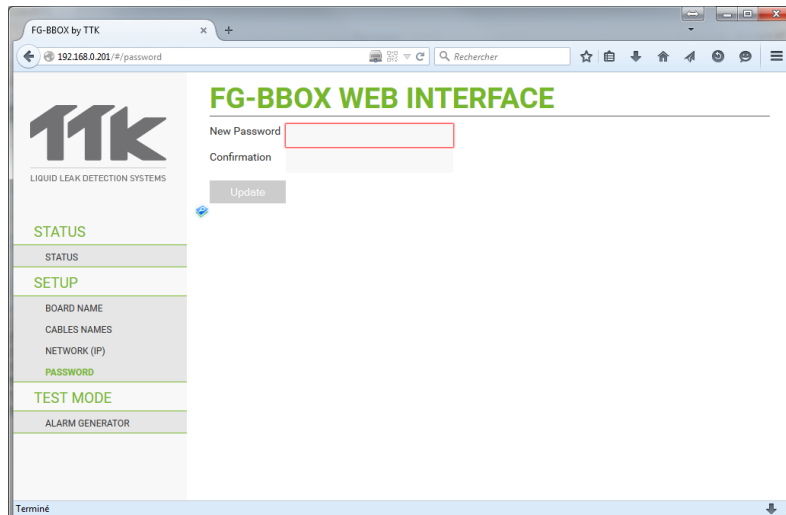 FG-BBOX by TTK
192.168.0.201/#/password
Rechercher
TTK
LIQUID LEAK DETECTION SYSTEMS
STATUS
STATUS
SETUP
BOARD NAME
CABLES NAMES
NETWORK (IP)
PASSWORD
TEST MODE
ALARM GENERATOR
FG-BBOX WEB INTERFACE
New Password
Confirmation
Update
Terminé